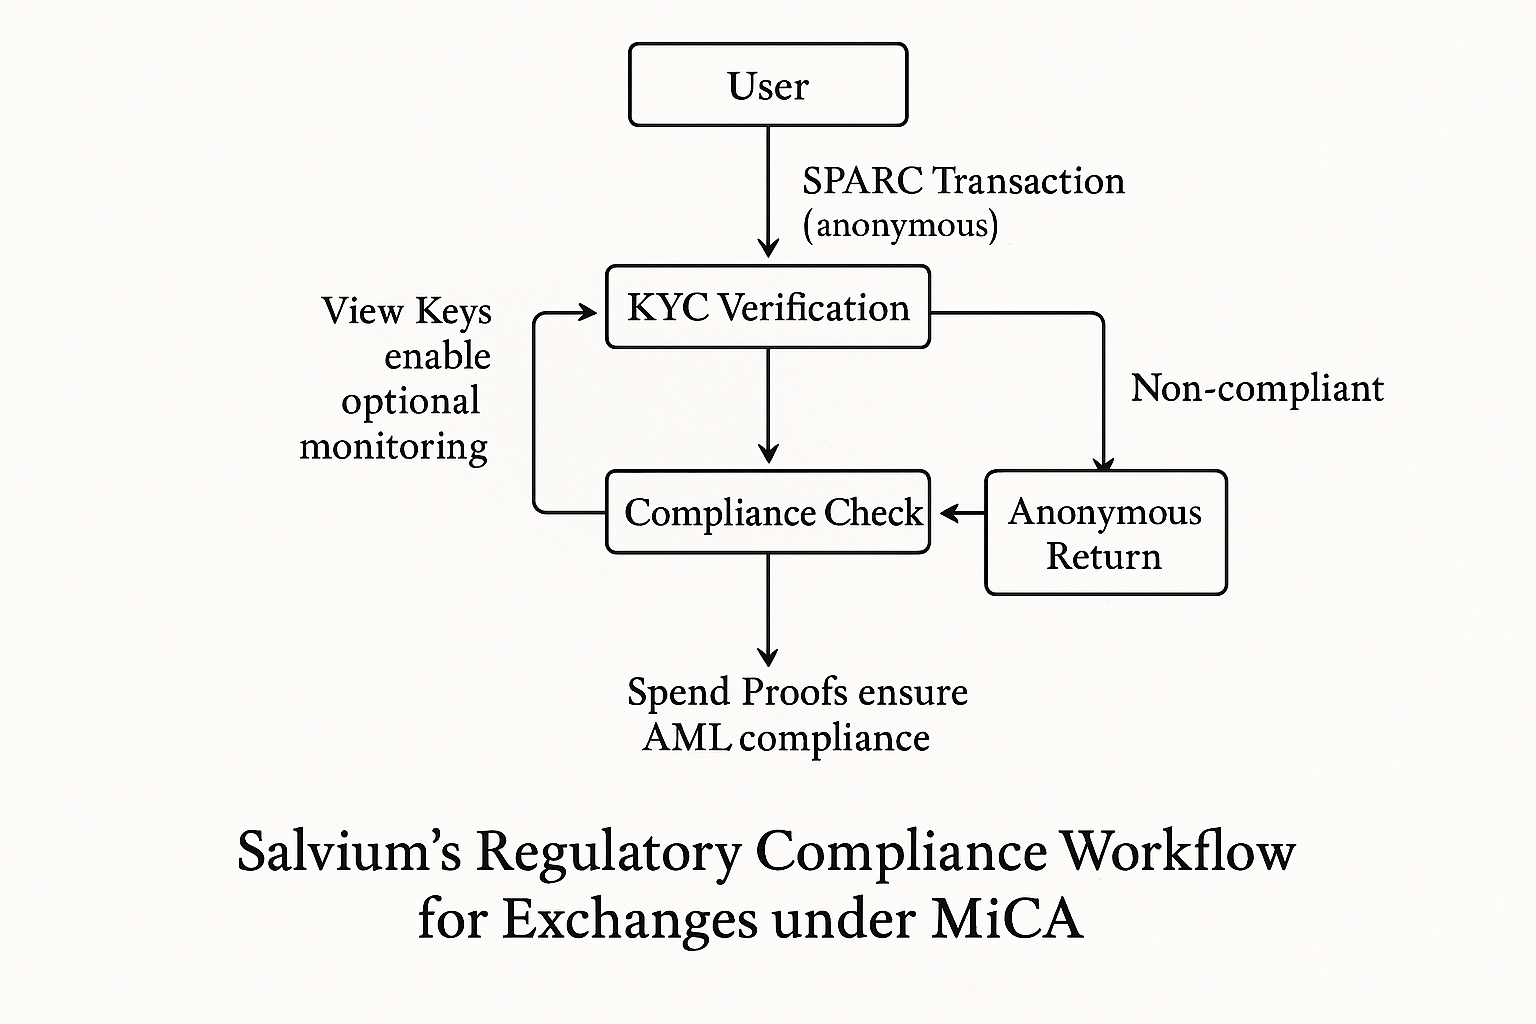 User
SPARC Transaction
(anonymous)
KYC Verification
View Keys
enable
optional
monitoring
Non-compliant
Compliance Check
Anonymous
Return
Spend Proofs ensure
AML compliance
Salvium’s Regulatory Compliance Workflow
for Exchanges under MiCA